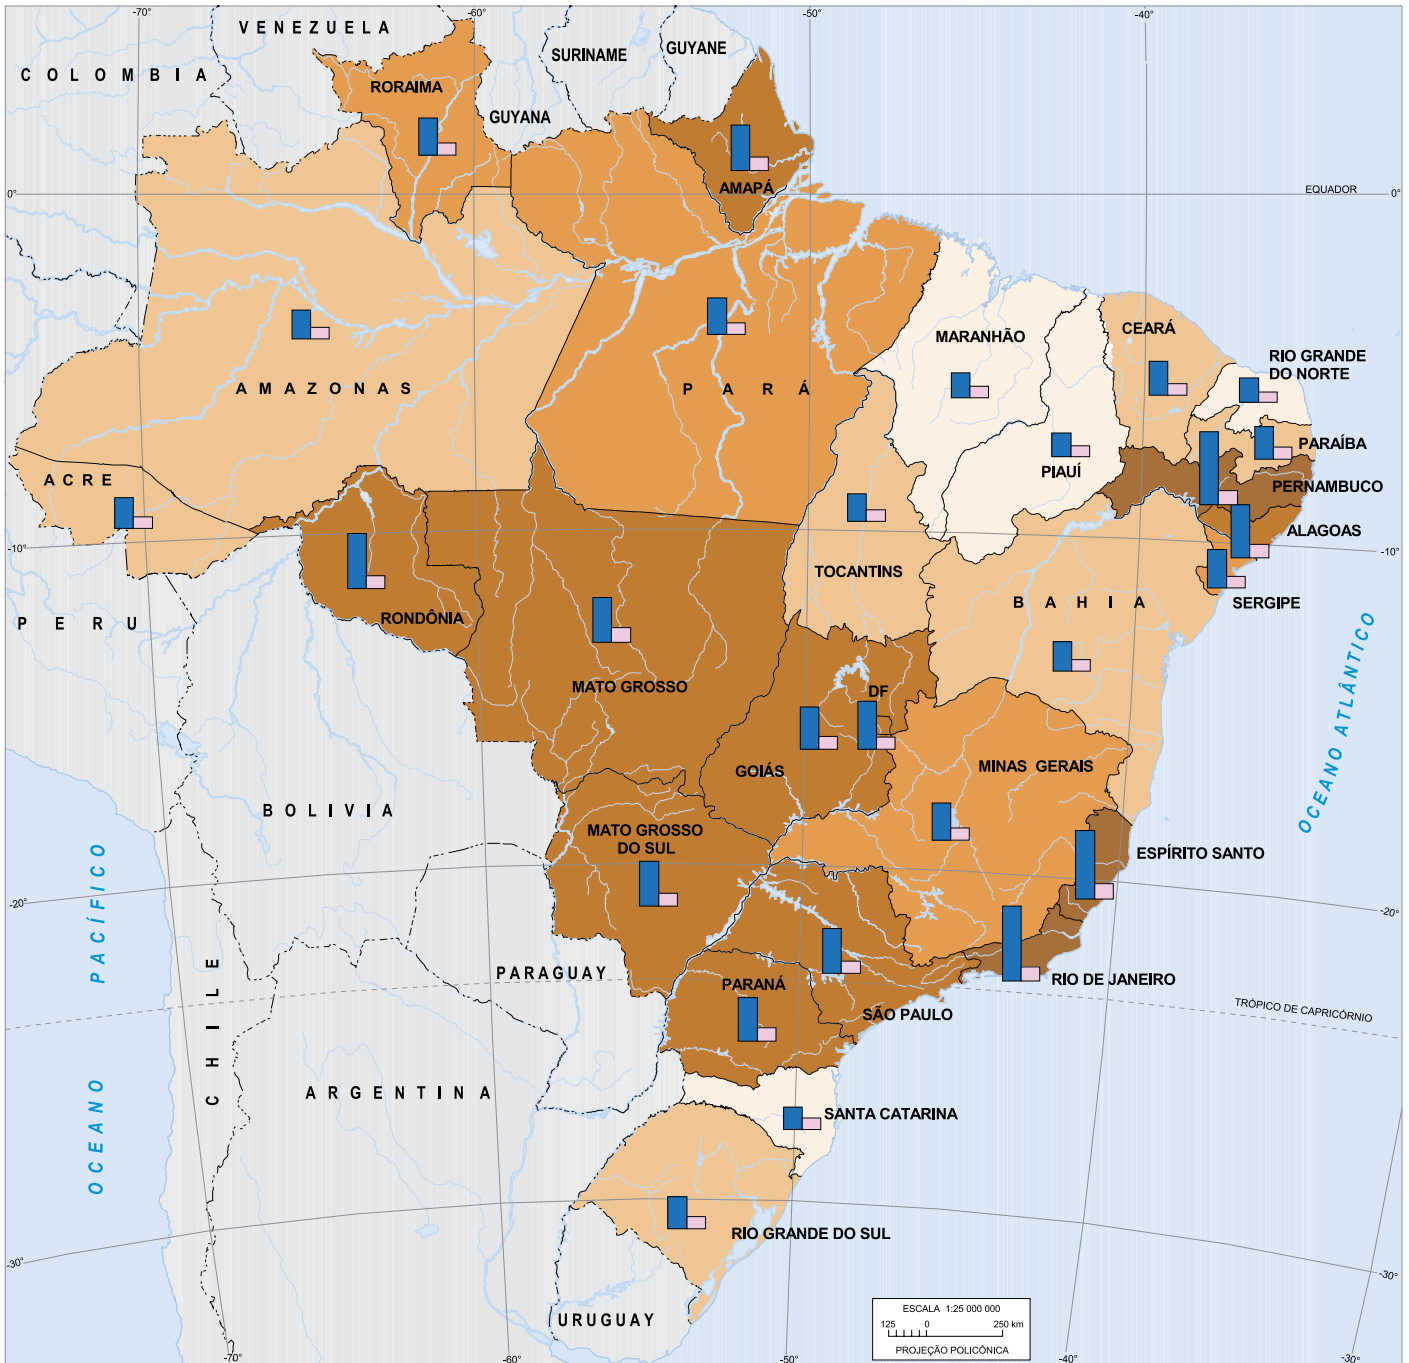 -70°
-60°
-50°
-40°
VENEZUELA
SURINAME
GUYANE
COLOMBIA
RORAIMA
GUYANA
AMAPÁ
0°
EQUADOR
0°
MARANHÃO
CEARÁ
RIO GRANDE
DO NORTE
AMAZONAS
PARÁ
PARAÍBA
PIAUÍ
ACRE
PERNAMBUCO
ALAGOAS
-10°
-10°
TOCANTINS
BAHIA
SERGIPE
PERU
RONDÔNIA
MATO GROSSO
DF
OCEANO ATLÂNTICO
GOIÁS
MINAS GERAIS
BOLIVIA
MATO GROSSO
DO SUL
ESPÍRITO SANTO
-20°
-20°
OCEANO PACÍFICO
CHILE
PARAGUAY
PARANÁ
RIO DE JANEIRO
SÃO PAULO
TRÓPICO DE CAPRICÓRNIO
ARGENTINA
SANTA CATARINA
RIO GRANDE DO SUL
-30°
-30°
URUGUAY
ESCALA 1:25 000 000
125 0 250 km
PROJEÇÃO POLICÔNICA
-70°
-60°
-50°
-40°
-30°